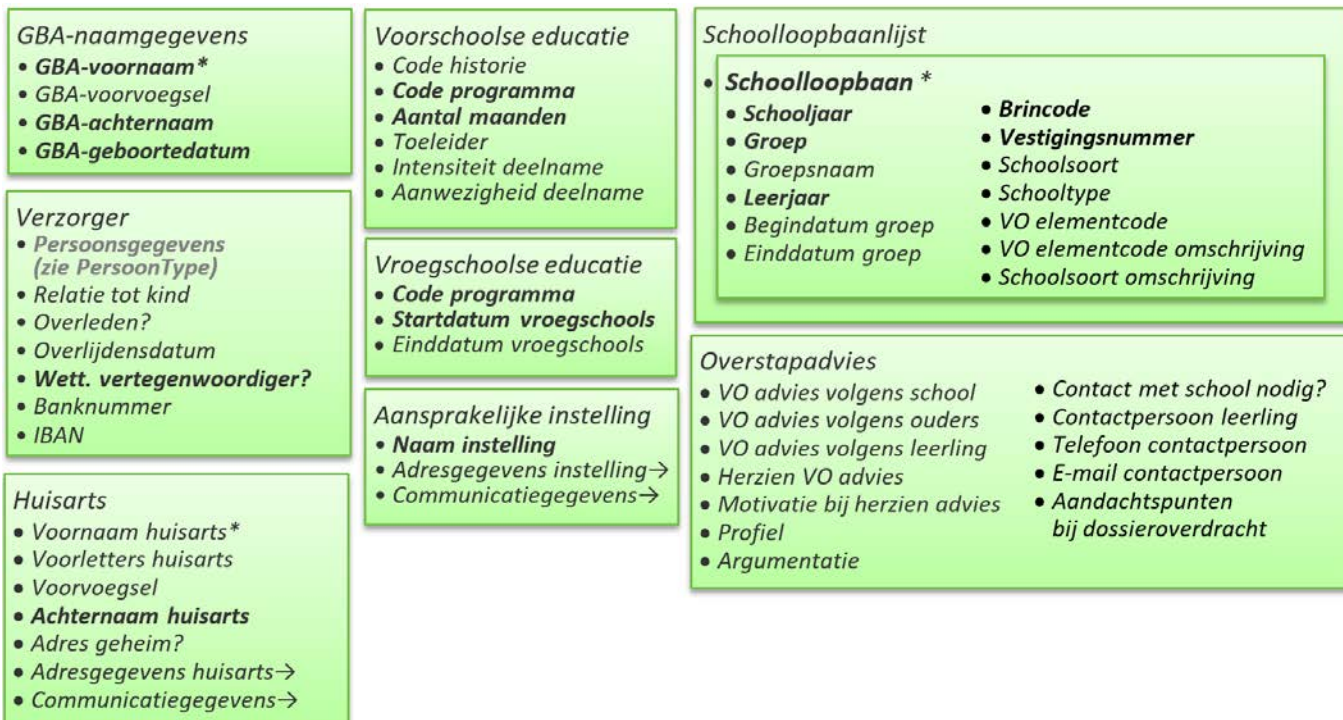 GBA-naamgegevens
• GBA-voornaam*
• GBA-voorvoegsel
• GBA-achternaam
• GBA-geboortedatum
Verzorger
• Persoonsgegevens
(zie PersoonType)
• Relatie tot kind
• Overleden?
• Overlijdensdatum
• Wett. vertegenwoordiger?
• Banknummer
• IBAN
Huisarts
• Voornaam huisarts*
• Voorletters huisarts
• Voorvoegsel
• Achternaam huisarts
• Adres geheim?
• Adresgegevens huisarts→
• Communicatiegegevens→
Voorschoolse educatie
• Code historie
• Code programma
• Aantal maanden
• Toeleider
• Intensiteit deelname
• Aanwezigheid deelname
Vroegschoolse educatie
• Code programma
• Startdatum vroegschools
• Einddatum vroegschools
Aansprakelijke instelling
• Naam instelling
• Adresgegevens instelling→
• Communicatiegegevens→
Schoolloopbaanlijst
• Schoolloopbaan *
• Schooljaar
• Groep
• Groepsnaam
• Leerjaar
• Begindatum groep
• Einddatum groep
• Brincode
• Vestigingsnummer
• Schoolsoort
• Schooltype
• VO elementcode
• VO elementcode omschrijving
• Schoolsoort omschrijving
Overstapadvies
• VO advies volgens school
• VO advies volgens ouders
• VO advies volgens leerling
• Herzien VO advies
• Motivatie bij herzien advies
• Profiel
• Argumentatie
• Contact met school nodig?
• Contactpersoon leerling
• Telefoon contactpersoon
• E-mail contactpersoon
• Aandachtspunten
bij dossieroverdracht